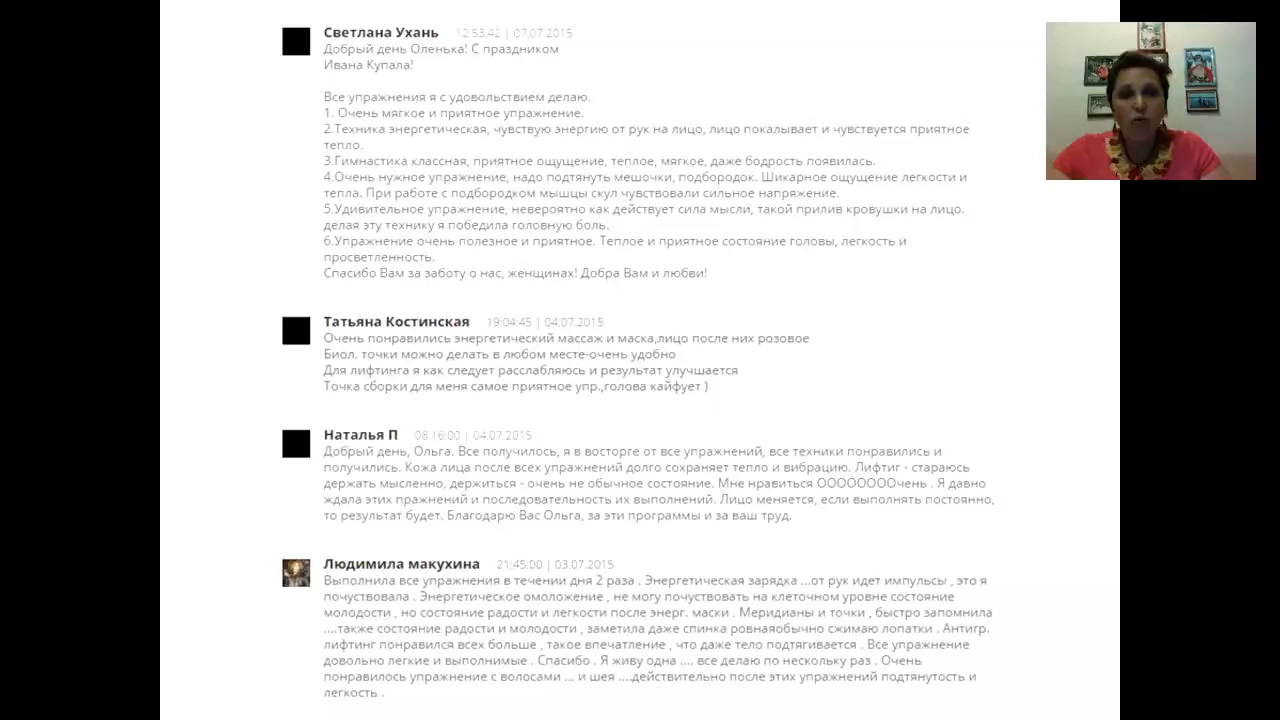 Светлана Ухань 12:53:42 | 07.07.2015
Добрый день Оленька! С праздником
Ивана Купала!
Все упражнения я с удовольствием делаю.
1. Очень мягкое и приятное упражнение.
2.Техника энергетическая, чувствую энергию от рук на лицо, лицо покалывает и чувствуется приятное
тепло.
3.Гимнастика классная, приятное ощущение, теплое, мягкое, даже бодрость появилась.
4.Очень нужное упражнение, надо подтянуть мешочки, подбородок. Шикарное ощущение легкости и
тепла. При работе с подбородком мышцы скул чувствовали сильное напряжение.
5.Удивительное упражнение, невероятно как действует сила мысли, такой прилив кровушки на лицо.
делая эту технику я победила головную боль.
6.Упражнение очень полезное и приятное. Теплое и приятное состояние головы, легкость и
просветленность.
Спасибо Вам за заботу о нас, женщинах! Добра Вам и любви!
Татьяна Костинская 19:04:45 | 04.07.2015
Очень понравились энергетический массаж и маска,лицо после них розовое
Биол. точки можно делать в любом месте-очень удобно
Для лифтинга я как следует расслабляюсь и результат улучшается
Точка сборки для меня самое приятное упр.,голова кайфует )
Наталья П 08:16:00 | 04.07.2015
Добрый день, Ольга. Все получилось, я в восторге от все упражнений, все техники понравились и
получились. Кожа лица после всех упражнений долго сохраняет тепло и вибрацию. Лифтиг - стараюсь
держать мысленно, держиться - очень не обычное состояние. Мне нравиться ООООООООчень . Я давно
ждала этих пражнений и последовательность их выполнений. Лицо меняется, если выполнять постоянно,
то результат будет. Благодарю Вас Ольга, за эти программы и за ваш труд.
Людимила макухина 21:45:00 | 03.07.2015
Выполнила все упражнения в течении дня 2 раза . Энергетическая зарядка ...от рук идет импульсы , это я
почуствовала . Энергетическое омоложение , не могу почуствовать на клеточном уровне состояние
молодости , но состояние радости и легкости после энерг. маски . Меридианы и точки , быстро запомнила
....также состояние радости и молодости , заметила даже спинка ровнаяобычно сжимаю лопатки . Антигр.
лифтинг понравился всех больше , такое впечатление , что даже тело подтягивается . Все упражнение
довольно легкие и выполнимые . Спасибо . Я живу одна .... все делаю по нескольку раз . Очень
понравилось упражнение с волосами ... и шея ....действительно после этих упражнений подтянутость и
легкость .